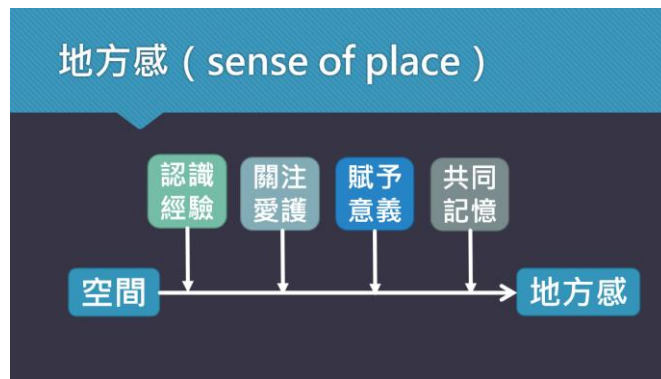 地方感（sense of place）
認識
經驗
關注
愛護
賦予
意義
共同
記憶
空間
地方感